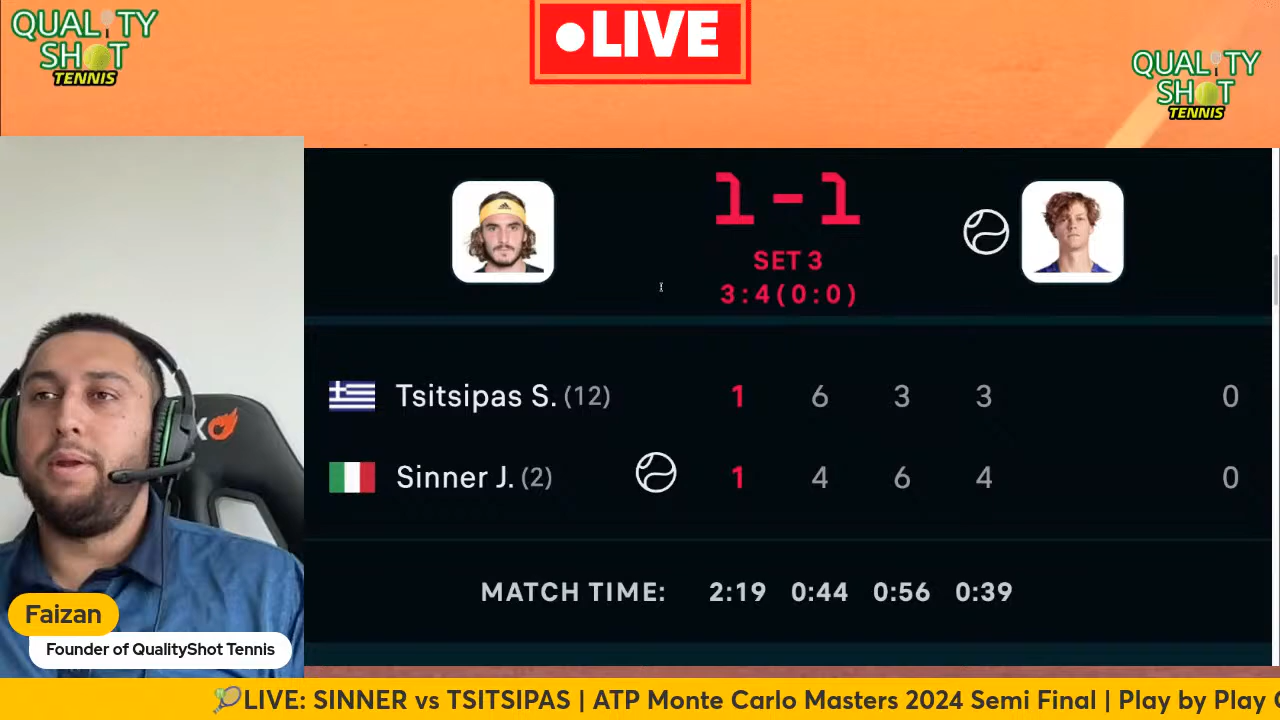 QUALITY
SHOT
TENNIS
LIVE
QUALITY
SHOT
TENNIS
1-1
SET 3
3:4(0:0)
Tsitsipas S. (12) 1 6 3 3 0
Sinner J. (2) 1 4 6 4 0
MATCH TIME: 2:19 0:44 0:56 0:39
Faizan
Founder of QualityShot Tennis
LIVE: SINNER vs TSITSIPAS | ATP Monte Carlo Masters 2024 Semi Final | Play by Play